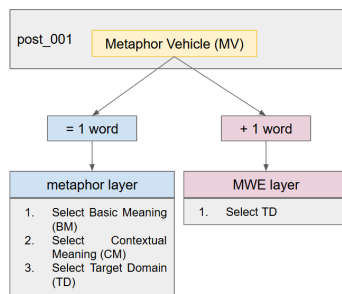 post_001
Metaphor Vehicle (MV)
= 1 word
+ 1 word
metaphor layer
MWE layer
1. Select Basic Meaning
(BM)
2. Select Contextual
Meaning (CM)
3. Select Target Domain
(TD)
1. Select TD